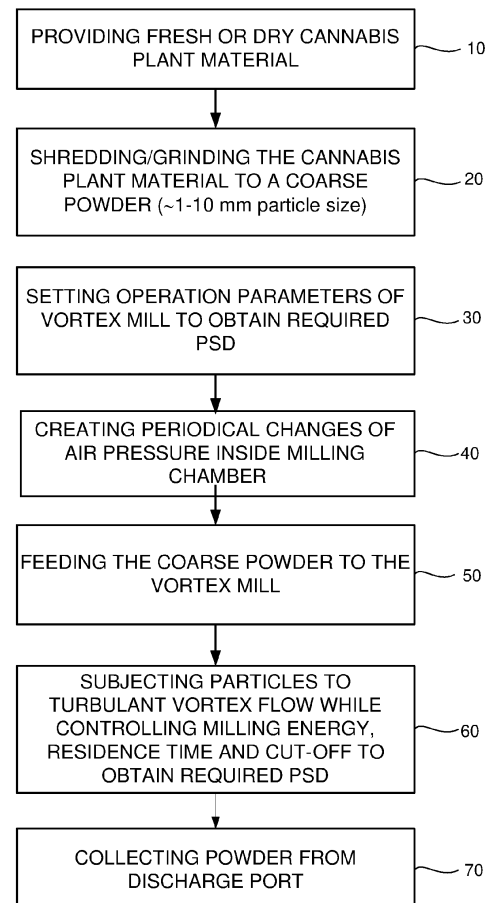 PROVIDING FRESH OR DRY CANNABIS
PLANT MATERIAL
10
SHREDDING/GRINDING THE CANNABIS
PLANT MATERIAL TO A COARSE
POWDER (~1-10 mm particle size)
20
SETTING OPERATION PARAMETERS OF
VORTEX MILL TO OBTAIN REQUIRED
PSD
30
CREATING PERIODICAL CHANGES OF
AIR PRESSURE INSIDE MILLING
CHAMBER
40
FEEDING THE COARSE POWDER TO THE
VORTEX MILL
50
SUBJECTING PARTICLES TO
TURBULANT VORTEX FLOW WHILE
CONTROLLING MILLING ENERGY,
RESIDENCE TIME AND CUT-OFF TO
OBTAIN REQUIRED PSD
60
COLLECTING POWDER FROM
DISCHARGE PORT
70